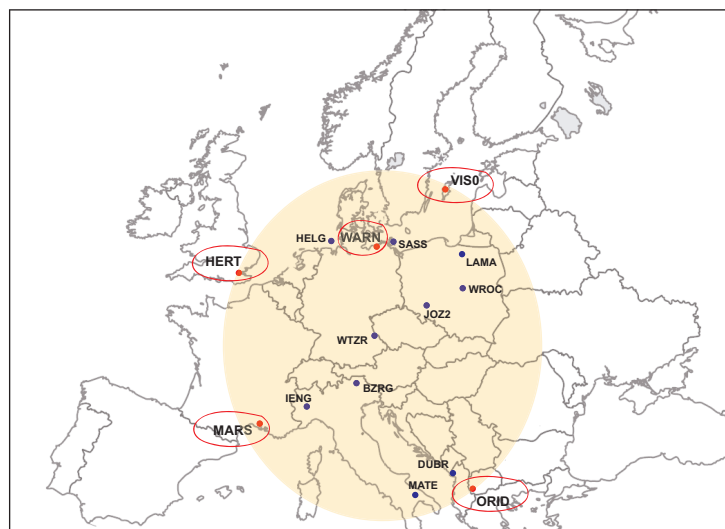 VIS0
WARN
HELG
SASS
HERT
LAMA
WROC
JOZ2
WTZR
BZRG
IENG
MARS
DUBR
MATE
ORID